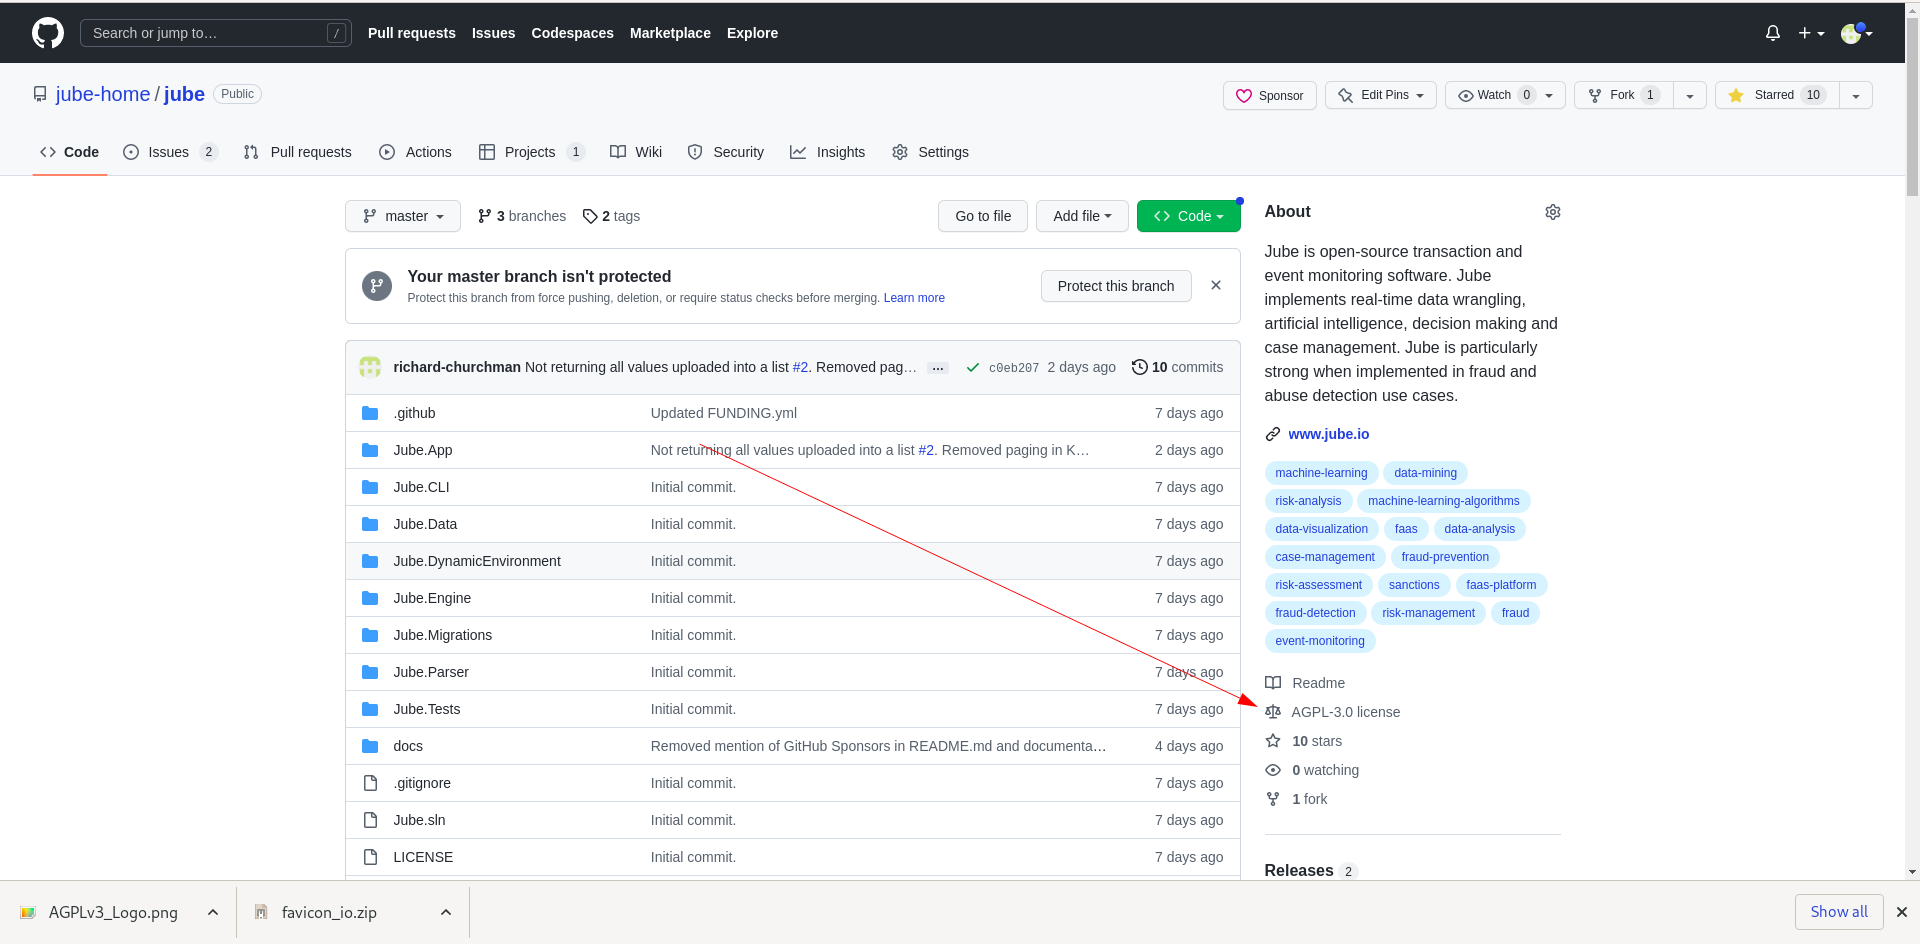 Search or jump to… /
Pull requests Issues Codespaces Marketplace Explore
jube-home / jube Public
Sponsor Edit Pins Watch 0 Fork 1 Starred 10
Code Issues 2 Pull requests Actions Projects 1 Wiki Security Insights Settings
master 3 branches 2 tags Go to file Add file Code
Your master branch isn't protected
Protect this branch from force pushing, deletion, or require status checks before merging. Learn more
Protect this branch
richard-churchman Not returning all values uploaded into a list #2. Removed pag… … c0eb207 2 days ago 10 commits
.github Updated FUNDING.yml 7 days ago
Jube.App Not returning all values uploaded into a list #2. Removed paging in K… 2 days ago
Jube.CLI Initial commit. 7 days ago
Jube.Data Initial commit. 7 days ago
Jube.DynamicEnvironment Initial commit. 7 days ago
Jube.Engine Initial commit. 7 days ago
Jube.Migrations Initial commit. 7 days ago
Jube.Parser Initial commit. 7 days ago
Jube.Tests Initial commit. 7 days ago
docs Removed mention of GitHub Sponsors in README.md and documenta… 4 days ago
.gitignore Initial commit. 7 days ago
Jube.sln Initial commit. 7 days ago
LICENSE Initial commit. 7 days ago
About
Jube is open-source transaction and
event monitoring software. Jube
implements real-time data wrangling,
artificial intelligence, decision making and
case management. Jube is particularly
strong when implemented in fraud and
abuse detection use cases.
www.jube.io
machine-learning data-mining
risk-analysis machine-learning-algorithms
data-visualization faas data-analysis
case-management fraud-prevention
risk-assessment sanctions faas-platform
fraud-detection risk-management fraud
event-monitoring
Readme
AGPL-3.0 license
10 stars
0 watching
1 fork
Releases 2
AGPLv3_Logo.png favicon_io.zip Show all